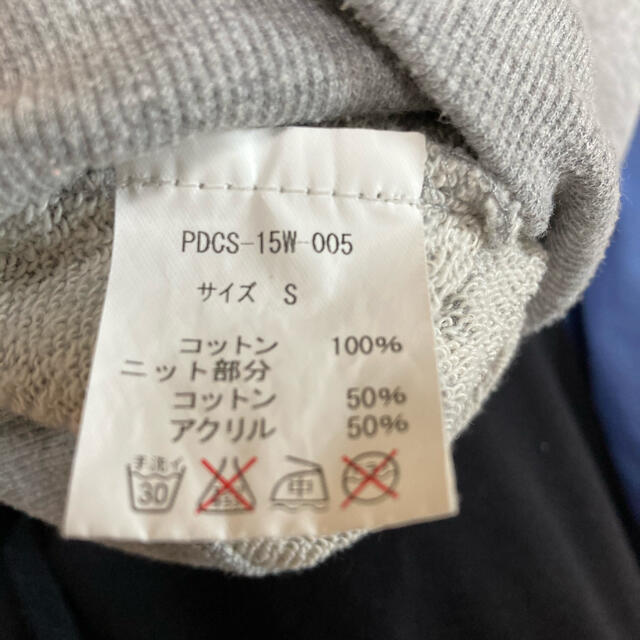 PDCS-15W-005
サイズ S
コットン 100%
ニット部分
コットン 50%
アクリル 50%
手洗イ
30
中